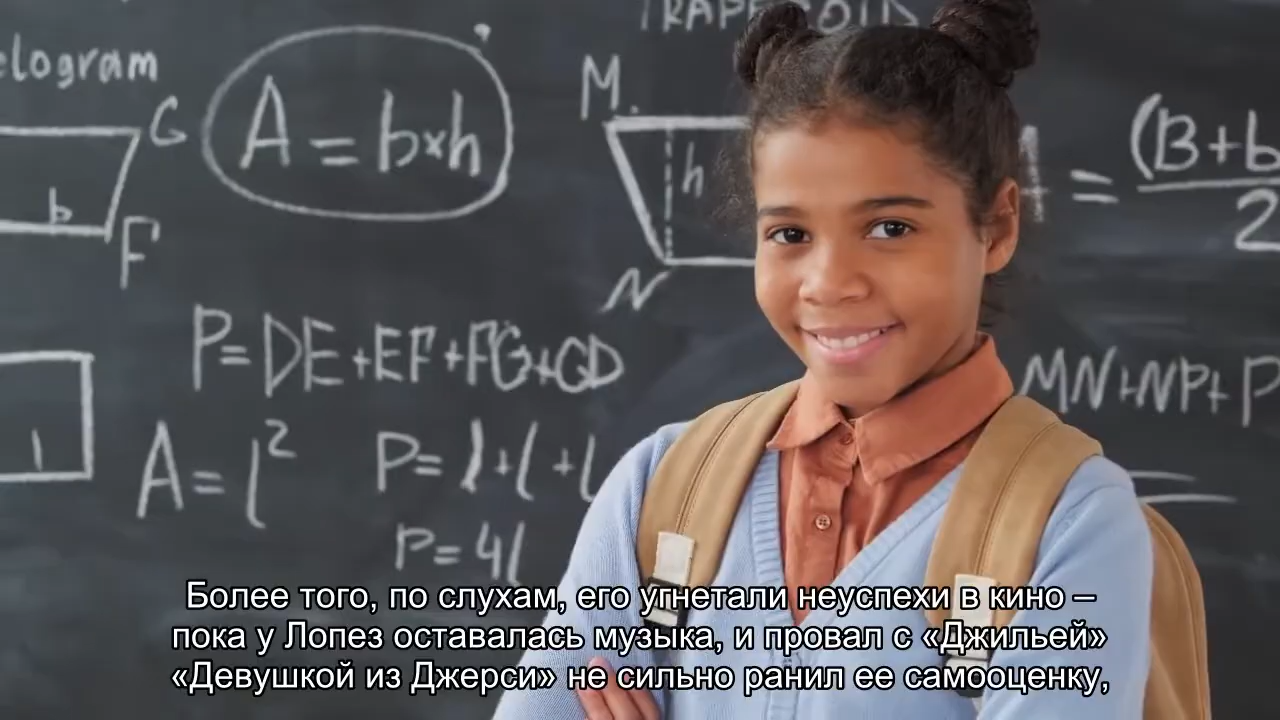 TRAPEZOID
elogram
G
A = b×h
M
h
= (B+b
2
b
F
N
P=DE+EF+FG+GD
MN+NP+P
l
A=l²
P=l+l+l
P=4l
Более того, по слухам, его угнетали неуспехи в кино –
пока у Лопез оставалась музыка, и провал с «Джильей»
«Девушкой из Джерси» не сильно ранил ее самооценку,